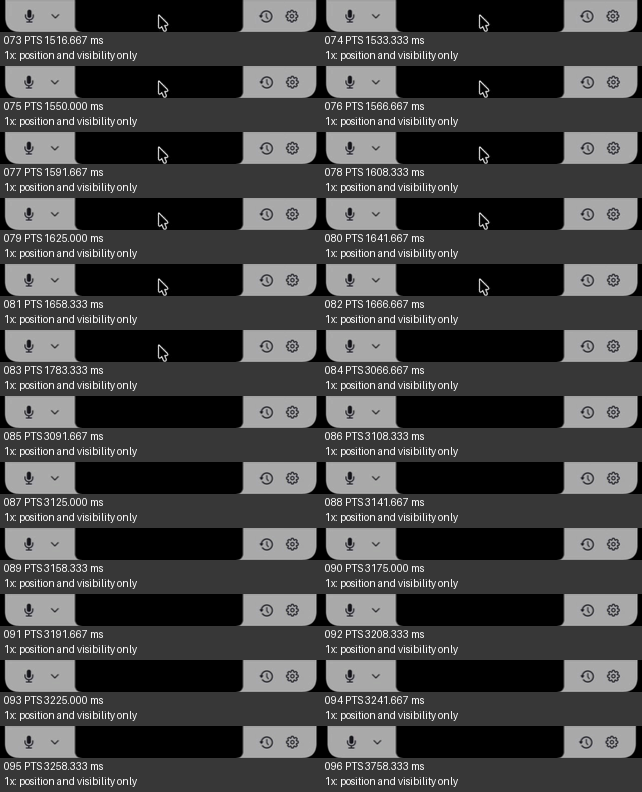 073 PTS 1516.667 ms
1x: position and visibility only
074 PTS 1533.333 ms
1x: position and visibility only
075 PTS 1550.000 ms
1x: position and visibility only
076 PTS 1566.667 ms
1x: position and visibility only
077 PTS 1591.667 ms
1x: position and visibility only
078 PTS 1608.333 ms
1x: position and visibility only
079 PTS 1625.000 ms
1x: position and visibility only
080 PTS 1641.667 ms
1x: position and visibility only
081 PTS 1658.333 ms
1x: position and visibility only
082 PTS 1666.667 ms
1x: position and visibility only
083 PTS 1783.333 ms
1x: position and visibility only
084 PTS 3066.667 ms
1x: position and visibility only
085 PTS 3091.667 ms
1x: position and visibility only
086 PTS 3108.333 ms
1x: position and visibility only
087 PTS 3125.000 ms
1x: position and visibility only
088 PTS 3141.667 ms
1x: position and visibility only
089 PTS 3158.333 ms
1x: position and visibility only
090 PTS 3175.000 ms
1x: position and visibility only
091 PTS 3191.667 ms
1x: position and visibility only
092 PTS 3208.333 ms
1x: position and visibility only
093 PTS 3225.000 ms
1x: position and visibility only
094 PTS 3241.667 ms
1x: position and visibility only
095 PTS 3258.333 ms
1x: position and visibility only
096 PTS 3758.333 ms
1x: position and visibility only